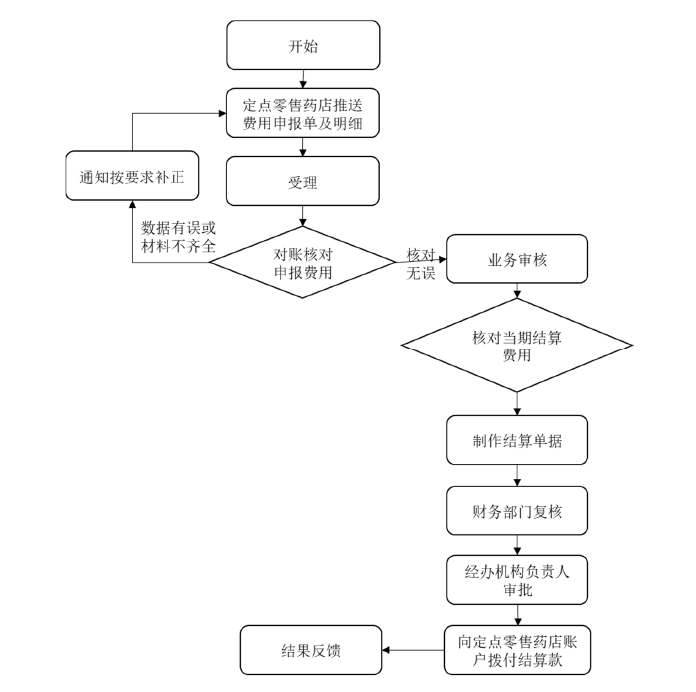 开始
定点零售药店推送
费用申报单及明细
通知按要求补正
受理
数据有误或
材料不齐全
对账核对
申报费用
核对
无误
业务审核
核对当期结算
费用
制作结算单据
财务部门复核
经办机构负责人
审批
向定点零售药店账
户拨付结算款
结果反馈